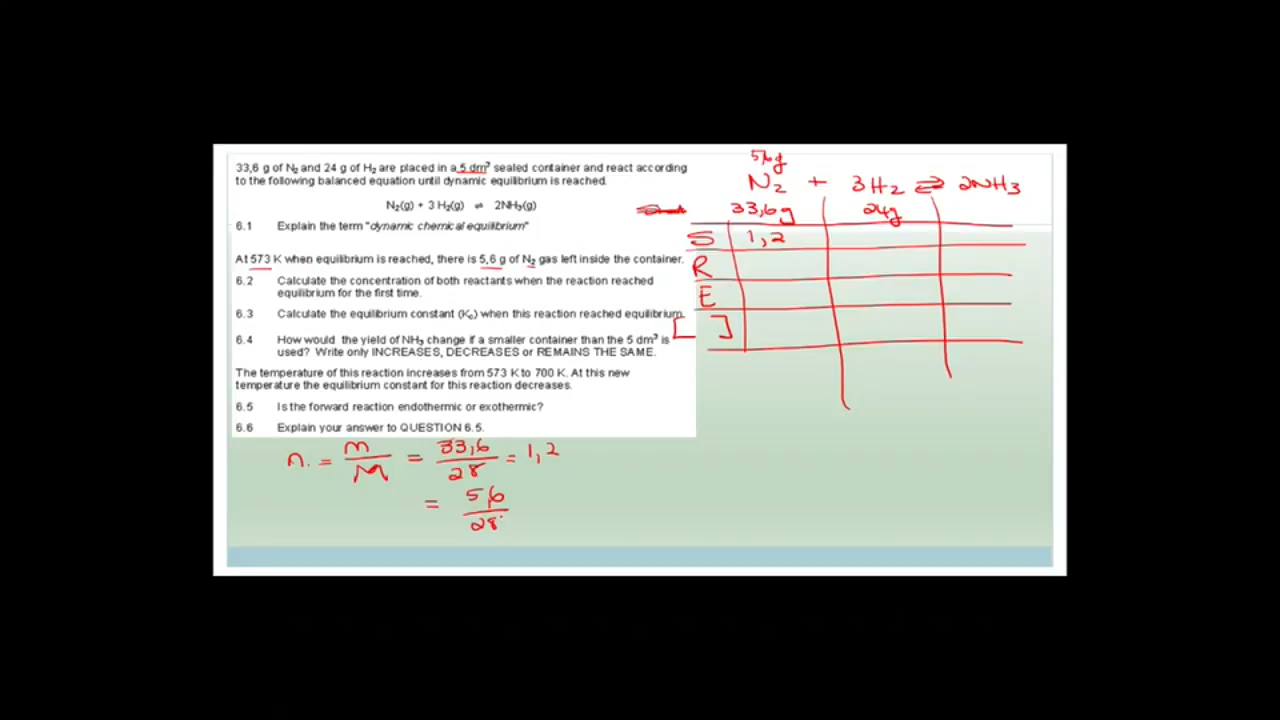 33,6 g of N₂ and 24 g of H₂ are placed in a 5 dm³ sealed container and react according
to the following balanced equation until dynamic equilibrium is reached.
N₂(g) + 3 H₂(g) ⇌ 2NH₃(g)
6.1 Explain the term "dynamic chemical equilibrium"
At 573 K when equilibrium is reached, there is 5,6 g of N₂ gas left inside the container.
6.2 Calculate the concentration of both reactants when the reaction reached
equilibrium for the first time.
6.3 Calculate the equilibrium constant (Kc) when this reaction reached equilibrium.
6.4 How would the yield of NH₃ change if a smaller container than the 5 dm³ is
used? Write only INCREASES, DECREASES or REMAINS THE SAME.
The temperature of this reaction increases from 573 K to 700 K. At this new
temperature the equilibrium constant for this reaction decreases.
6.5 Is the forward reaction endothermic or exothermic?
6.6 Explain your answer to QUESTION 6.5.
n = m/M = 33,6/28 = 1,2
= 5,6/28
5,6g
N₂ + 3H₂ ⇌ 2NH₃
33,6g 24g
S 1,2
R
E
[ ]